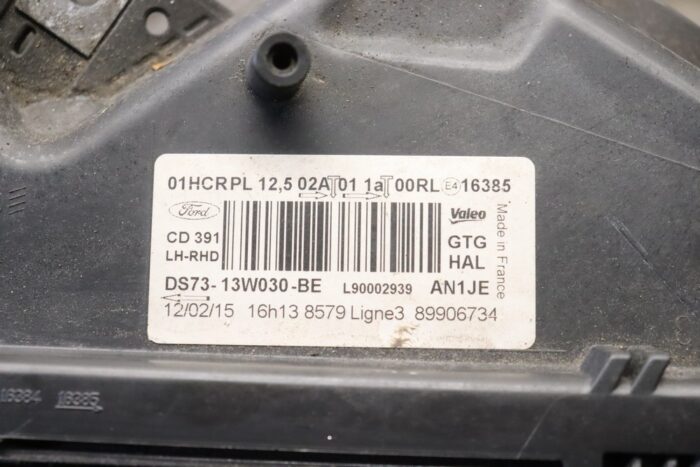 01HCRPL 12,5 02A 01 1a 00RL E4 16385
Ford
Valeo
CD 391
LH-RHD
GTG
HAL
Made in France
DS73-13W030-BE L90002939 AN1JE
12/02/15 16h13 8579 Ligne3 89906734
16384 16385